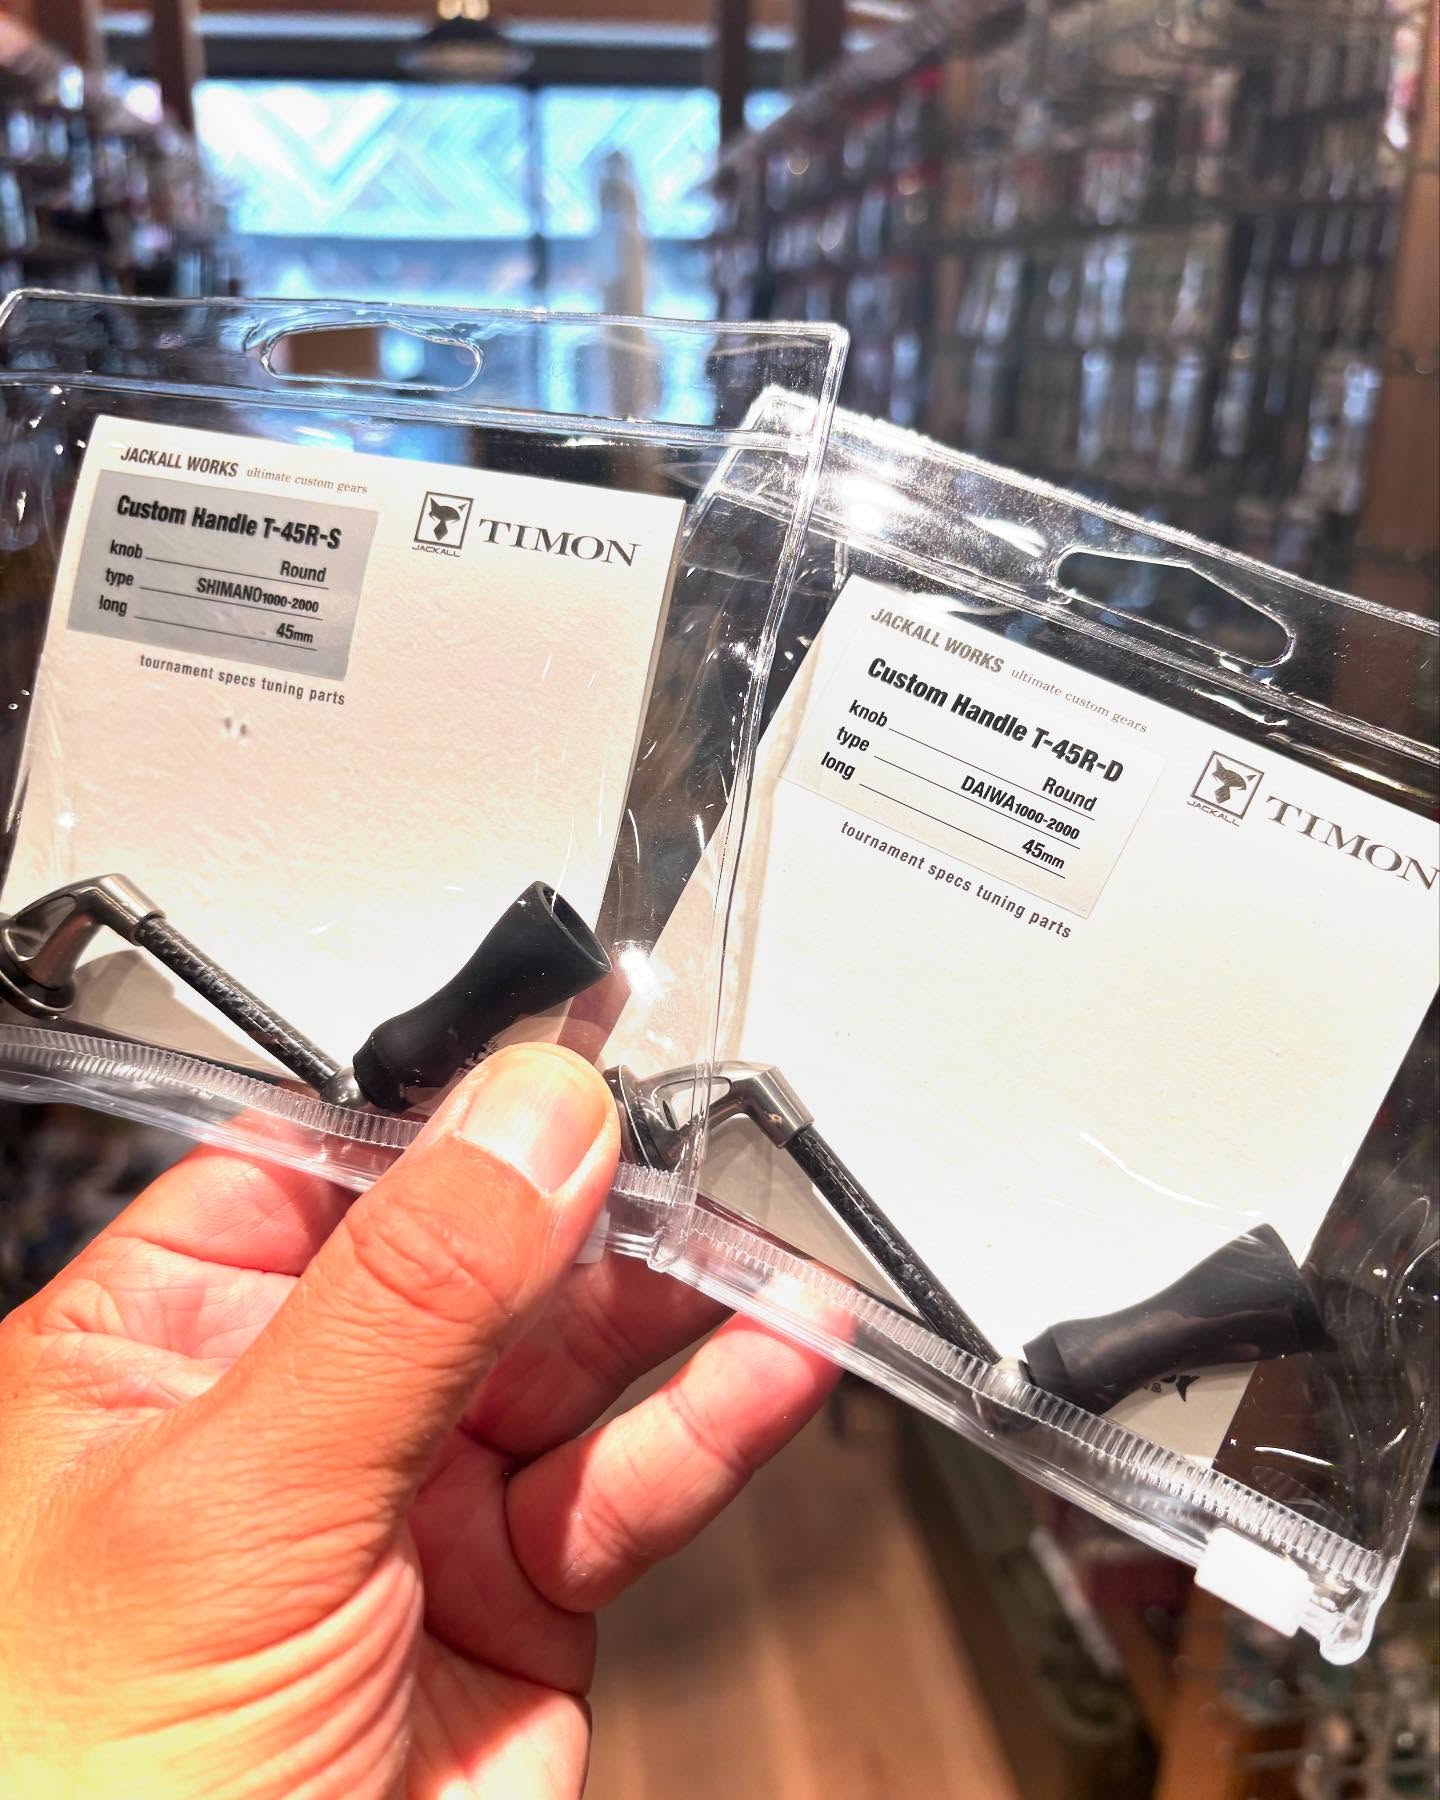 JACKALL WORKS ultimate custom gears
Custom Handle T-45R-S
knob Round
type SHIMANO1000-2000
long 45mm
tournament specs tuning parts
JACKALL
TIMON
JACKALL WORKS ultimate custom gears
Custom Handle T-45R-D
knob Round
type DAIWA1000-2000
long 45mm
tournament specs tuning parts
JACKALL
TIMON